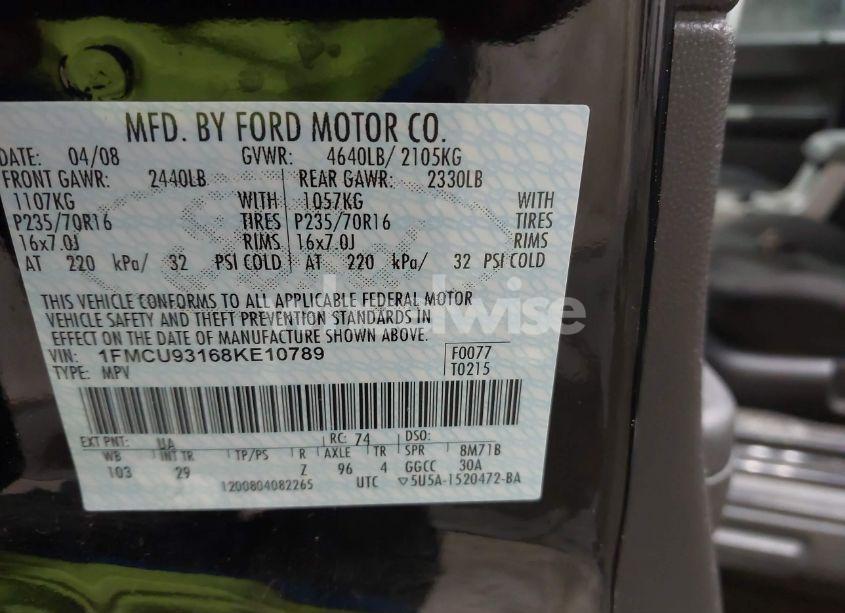 MFD. BY FORD MOTOR CO.
DATE: 04/08 GVWR: 4640LB/ 2105KG
FRONT GAWR: 2440LB REAR GAWR: 2330LB
1107KG WITH 1057KG WITH
P235/70R16 TIRES P235/70R16 TIRES
16x7.0J RIMS 16x7.0J RIMS
AT 220 kPa/ 32 PSI COLD AT 220 kPa/ 32 PSI COLD
THIS VEHICLE CONFORMS TO ALL APPLICABLE FEDERAL MOTOR
VEHICLE SAFETY AND THEFT PREVENTION STANDARDS IN
EFFECT ON THE DATE OF MANUFACTURE SHOWN ABOVE.
VIN: 1FMCU93168KE10789 F0077
TYPE: MPV T0215
EXT PNT: UA RC: 74 DSO:
WB INT TR TP/PS R AXLE TR SPR 8M71B
103 29 Z 96 4 GGCC 30A
1200804082265 UTC ▽5U5A-1520472-BA